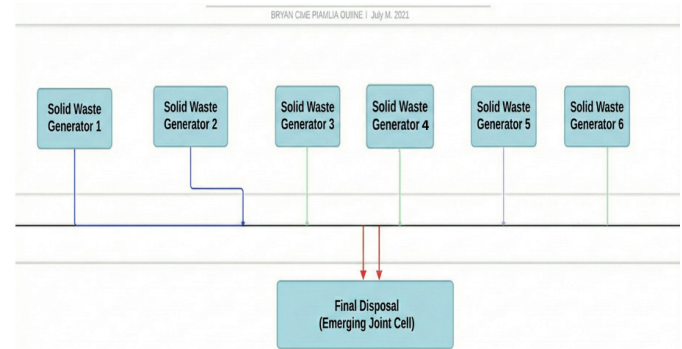 BRYAN CIME PIAMLIA OUIINE | July M. 2021
Solid Waste
Generator 1
Solid Waste
Generator 2
Solid Waste
Generator 3
Solid Waste
Generator 4
Solid Waste
Generator 5
Solid Waste
Generator 6
Final Disposal
(Emerging Joint Cell)